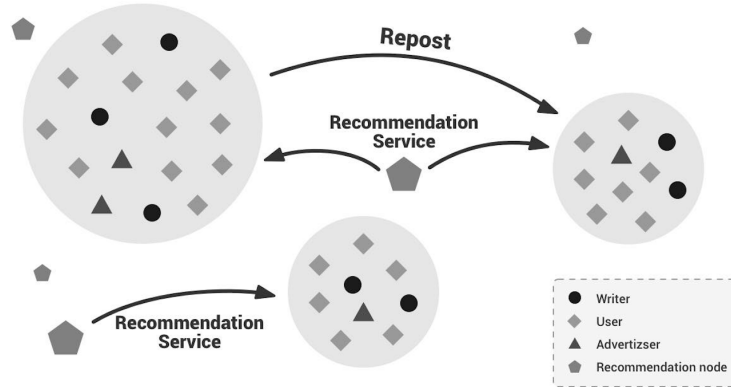 Repost
Recommendation
Service
Recommendation
Service
Writer
User
Advertizser
Recommendation node